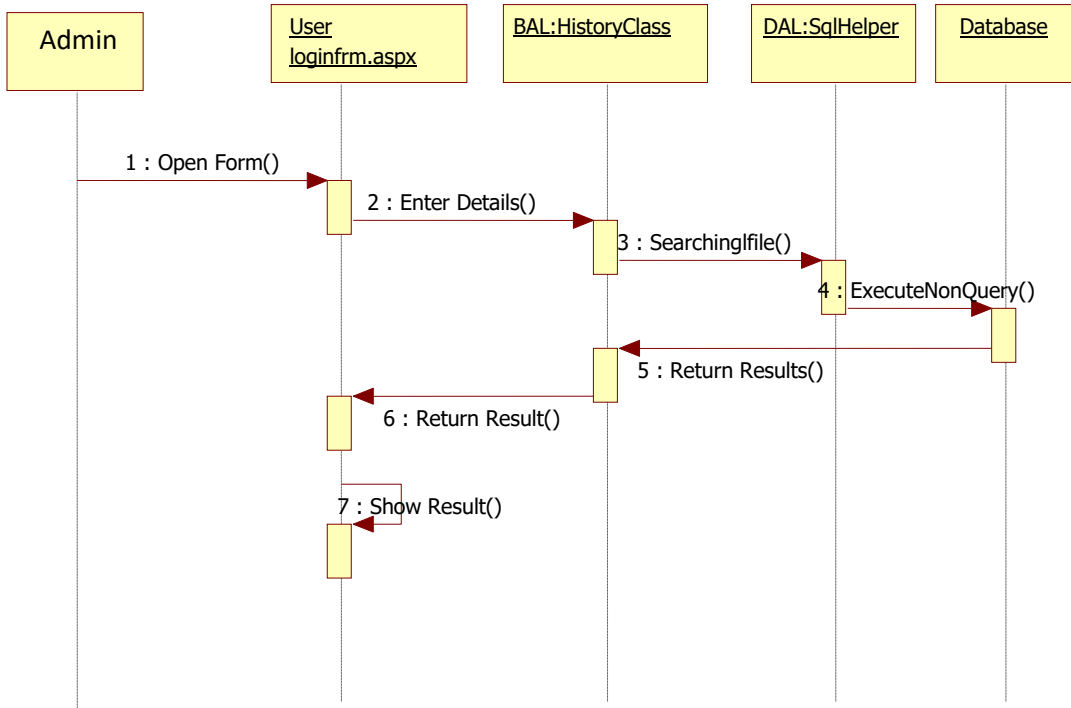 Admin
User
loginfrm.aspx
BAL:HistoryClass
DAL:SqlHelper
Database
1 : Open Form()
2 : Enter Details()
3 : Searchinglfile()
4 : ExecuteNonQuery()
5 : Return Results()
6 : Return Result()
7 : Show Result()